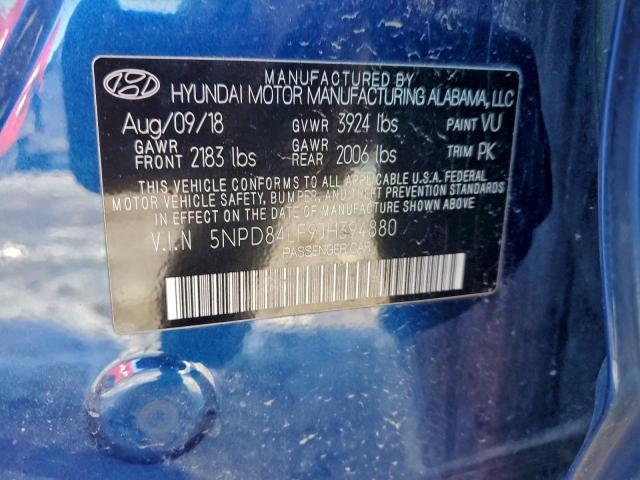 MANUFACTURED BY
HYUNDAI MOTOR MANUFACTURING ALABAMA, LLC
Aug/09/18 GVWR 3924 lbs PAINT VU
GAWR FRONT 2183 lbs GAWR REAR 2006 lbs TRIM PK
THIS VEHICLE CONFORMS TO ALL APPLICABLE U.S.A. FEDERAL
MOTOR VEHICLE SAFETY, BUMPER, AND THEFT PREVENTION STANDARDS
IN EFFECT ON THE DATE OF MANUFACTURE SHOWN ABOVE.
V.I.N 5NPD84LF9JH394880
PASSENGER CAR